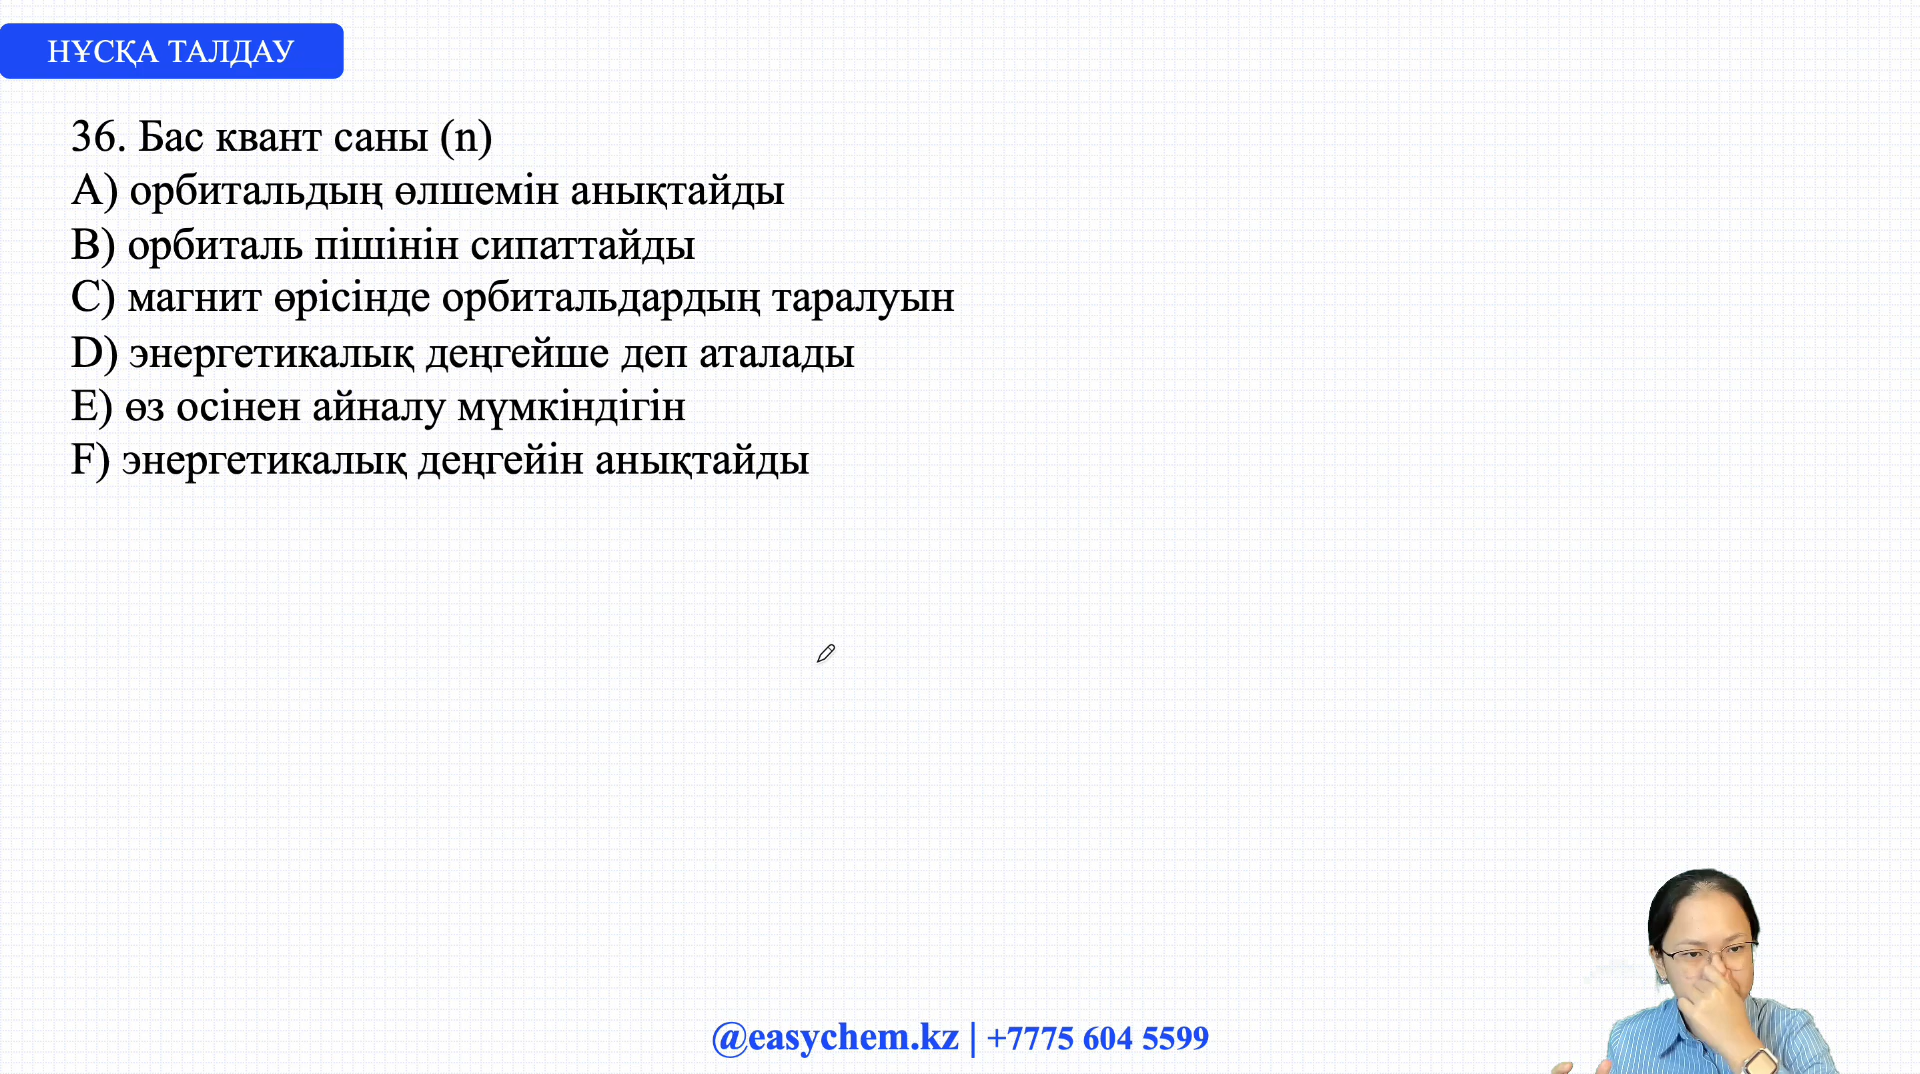 НҰСҚА ТАЛДАУ
36. Бас квант саны (n)
A) орбитальдың өлшемін анықтайды
B) орбиталь пішінін сипаттайды
C) магнит өрісінде орбитальдардың таралуын
D) энергетикалық деңгейше деп аталады
E) өз осінен айналу мүмкіндігін
F) энергетикалық деңгейін анықтайды
@easychem.kz | +7775 604 5599